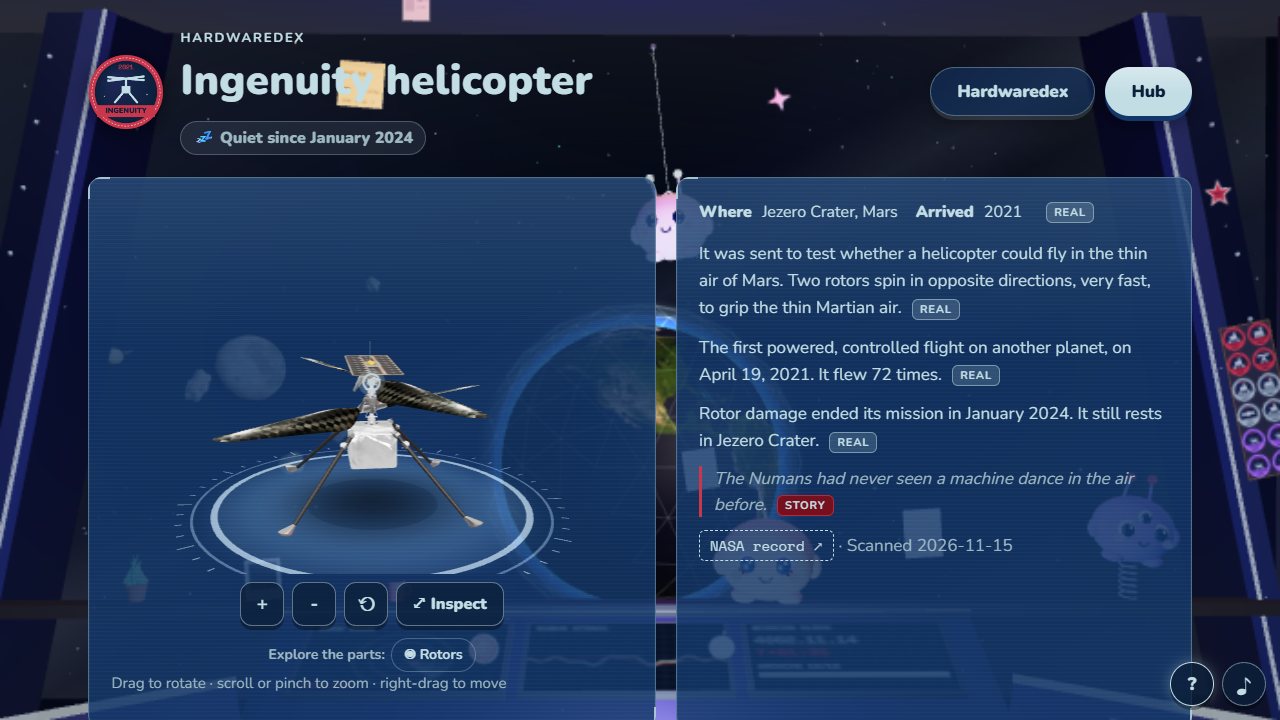 HARDWAREDEX
2021
INGENUITY
Ingenuity helicopter
💤 Quiet since January 2024
Hardwaredex
Hub
Where Jezero Crater, Mars Arrived 2021 REAL
It was sent to test whether a helicopter could fly in the thin
air of Mars. Two rotors spin in opposite directions, very fast,
to grip the thin Martian air. REAL
The first powered, controlled flight on another planet, on
April 19, 2021. It flew 72 times. REAL
Rotor damage ended its mission in January 2024. It still rests
in Jezero Crater. REAL
The Numans had never seen a machine dance in the air
before. STORY
NASA record ↗ · Scanned 2026-11-15
+ - ⟲ ⤢ Inspect
Explore the parts: Rotors
Drag to rotate · scroll or pinch to zoom · right-drag to move
? ♪